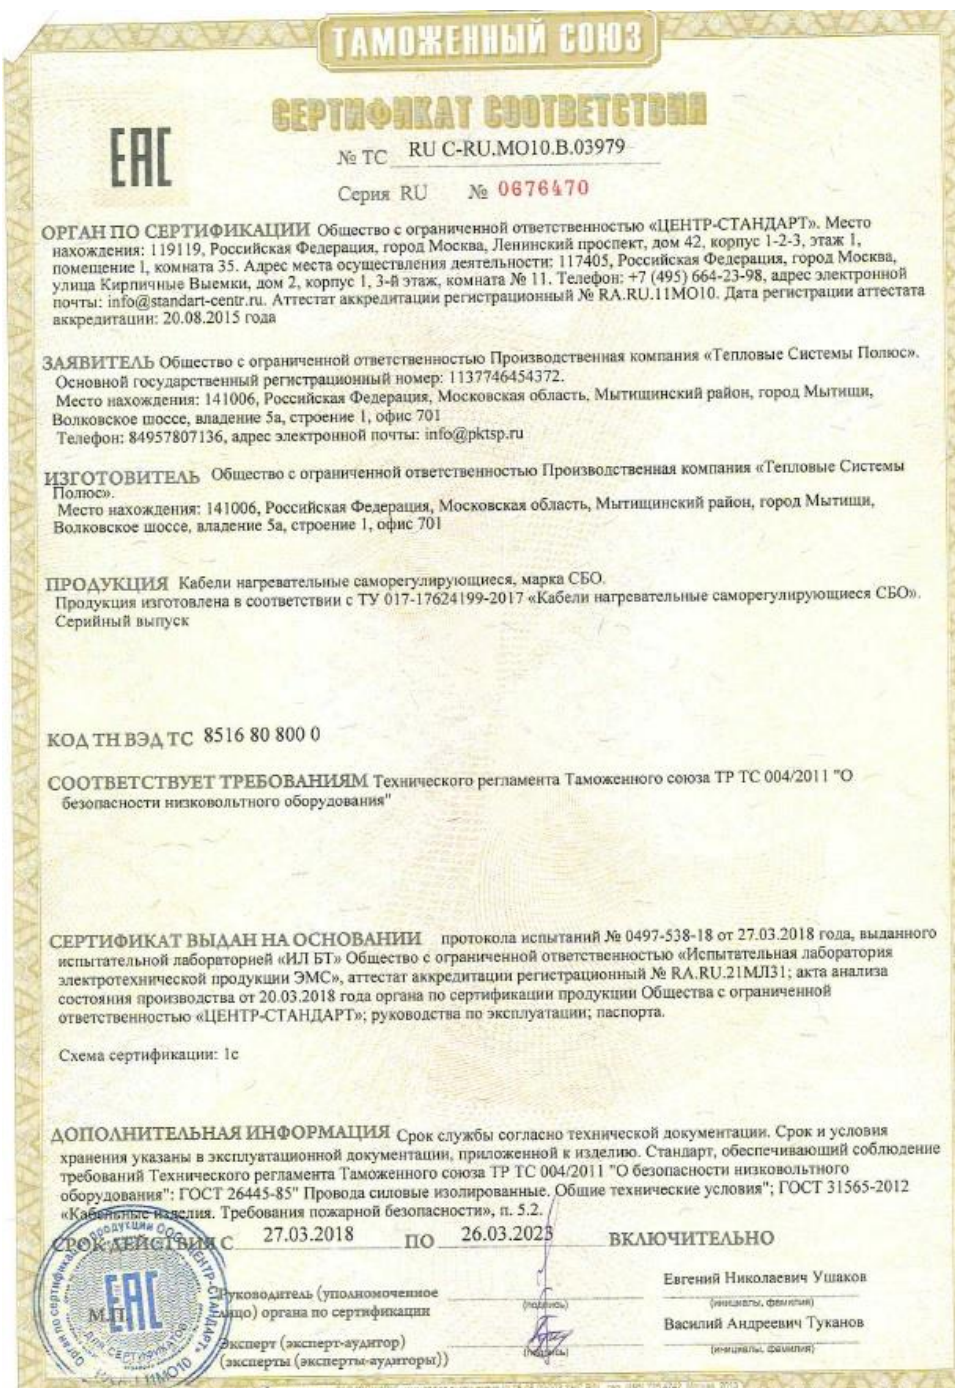 ТАМОЖЕННЫЙ СОЮЗ
СЕРТИФИКАТ СООТВЕТСТВИЯ
ЕАС
№ ТС RU C-RU.МО10.В.03979
Серия RU № 0676470
ОРГАН ПО СЕРТИФИКАЦИИ Общество с ограниченной ответственностью «ЦЕНТР-СТАНДАРТ». Место
нахождения: 119119, Российская Федерация, город Москва, Ленинский проспект, дом 42, корпус 1-2-3, этаж 1,
помещение 1, комната 35. Адрес места осуществления деятельности: 117405, Российская Федерация, город Москва,
улица Кирпичные Выемки, дом 2, корпус 1, 3-й этаж, комната № 11. Телефон: +7 (495) 664-23-98, адрес электронной
почты: info@standart-centr.ru. Аттестат аккредитации регистрационный № RA.RU.11МО10. Дата регистрации аттестата
аккредитации: 20.08.2015 года
ЗАЯВИТЕЛЬ Общество с ограниченной ответственностью Производственная компания «Тепловые Системы Полюс».
Основной государственный регистрационный номер: 1137746454372.
Место нахождения: 141006, Российская Федерация, Московская область, Мытищинский район, город Мытищи,
Волковское шоссе, владение 5а, строение 1, офис 701
Телефон: 84957807136, адрес электронной почты: info@pktsp.ru
ИЗГОТОВИТЕЛЬ Общество с ограниченной ответственностью Производственная компания «Тепловые Системы
Полюс».
Место нахождения: 141006, Российская Федерация, Московская область, Мытищинский район, город Мытищи,
Волковское шоссе, владение 5а, строение 1, офис 701
ПРОДУКЦИЯ Кабели нагревательные саморегулирующиеся, марка СБО.
Продукция изготовлена в соответствии с ТУ 017-17624199-2017 «Кабели нагревательные саморегулирующиеся СБО».
Серийный выпуск
КОД ТН ВЭД ТС 8516 80 800 0
СООТВЕТСТВУЕТ ТРЕБОВАНИЯМ Технического регламента Таможенного союза ТР ТС 004/2011 "О
безопасности низковольтного оборудования"
СЕРТИФИКАТ ВЫДАН НА ОСНОВАНИИ протокола испытаний № 0497-538-18 от 27.03.2018 года, выданного
испытательной лабораторией «ИЛ БТ» Общество с ограниченной ответственностью «Испытательная лаборатория
электротехнической продукции ЭМС», аттестат аккредитации регистрационный № RA.RU.21МЛ31; акта анализа
состояния производства от 20.03.2018 года органа по сертификации продукции Общества с ограниченной
ответственностью «ЦЕНТР-СТАНДАРТ»; руководства по эксплуатации; паспорта.
Схема сертификации: 1с
ДОПОЛНИТЕЛЬНАЯ ИНФОРМАЦИЯ Срок службы согласно технической документации. Срок и условия
хранения указаны в эксплуатационной документации, приложенной к изделию. Стандарт, обеспечивающий соблюдение
требований Технического регламента Таможенного союза ТР ТС 004/2011 "О безопасности низковольтного
оборудования": ГОСТ 26445-85" Провода силовые изолированные. Общие технические условия"; ГОСТ 31565-2012
«Кабельные изделия. Требования пожарной безопасности», п. 5.2.
СРОК ДЕЙСТВИЯ С 27.03.2018 ПО 26.03.2023 ВКЛЮЧИТЕЛЬНО
Руководитель (уполномоченное
лицо) органа по сертификации
(подпись)
Евгений Николаевич Ушаков
(инициалы, фамилия)
М.П.
Эксперт (эксперт-аудитор)
(эксперты (эксперты-аудиторы))
(подпись)
Василий Андреевич Туканов
(инициалы, фамилия)
ЕАС
ДЛЯ СЕРТИФИКАТОВ